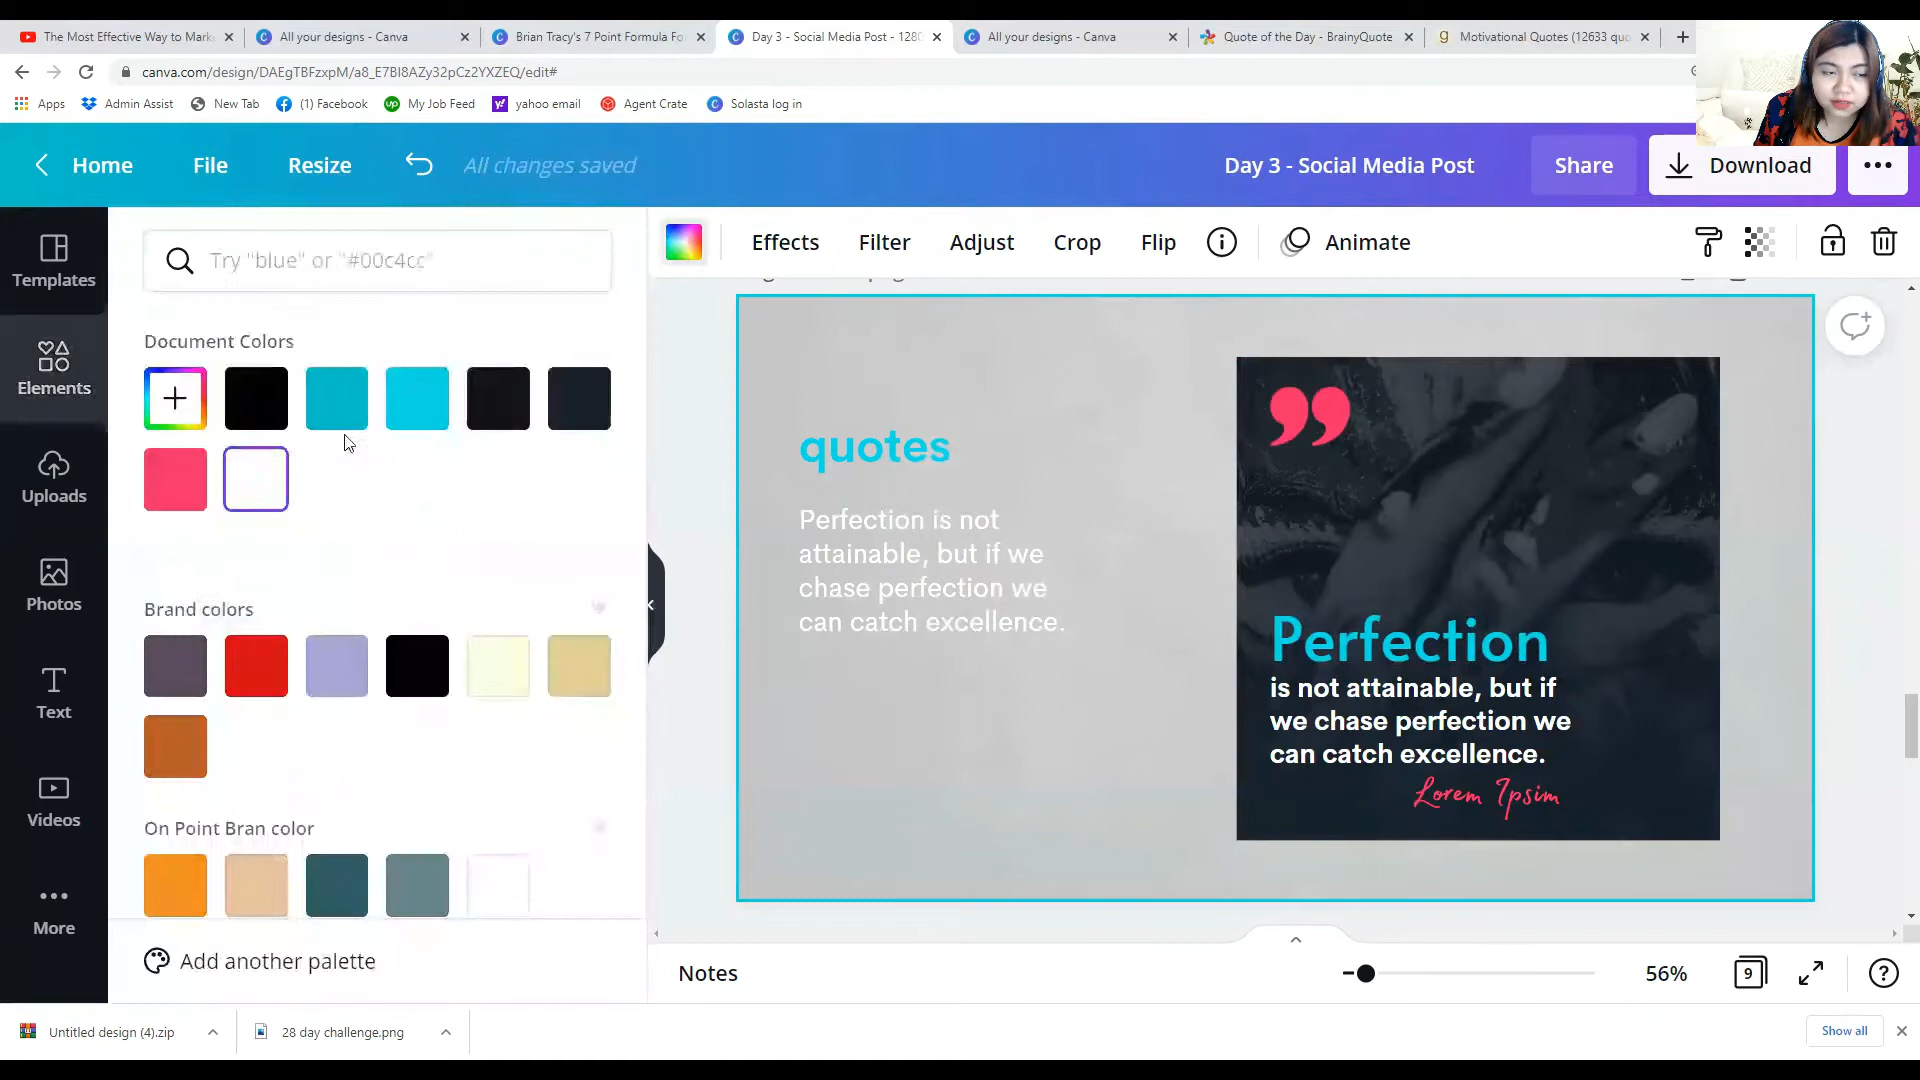 The Most Effective Way to Mark
All your designs - Canva
Brian Tracy's 7 Point Formula Fo
Day 3 - Social Media Post - 1280
All your designs - Canva
Quote of the Day - BrainyQuote
Motivational Quotes (12633 quo
canva.com/design/DAEgTBFzxpM/a8_E7BI8AZy32pCz2YXZEQ/edit#
Apps
Admin Assist
New Tab
(1) Facebook
My Job Feed
yahoo email
Agent Crate
Solasta log in
Home
File
Resize
All changes saved
Day 3 - Social Media Post
Share
Download
Templates
Elements
Uploads
Photos
Text
Videos
More
Try "blue" or "#00c4cc"
Document Colors
Brand colors
On Point Bran color
Add another palette
Effects
Filter
Adjust
Crop
Flip
Animate
quotes
Perfection is not
attainable, but if we
chase perfection we
can catch excellence.
Perfection
is not attainable, but if
we chase perfection we
can catch excellence.
Lorem Ipsim
Notes
56%
9
Untitled design (4).zip
28 day challenge.png
Show all